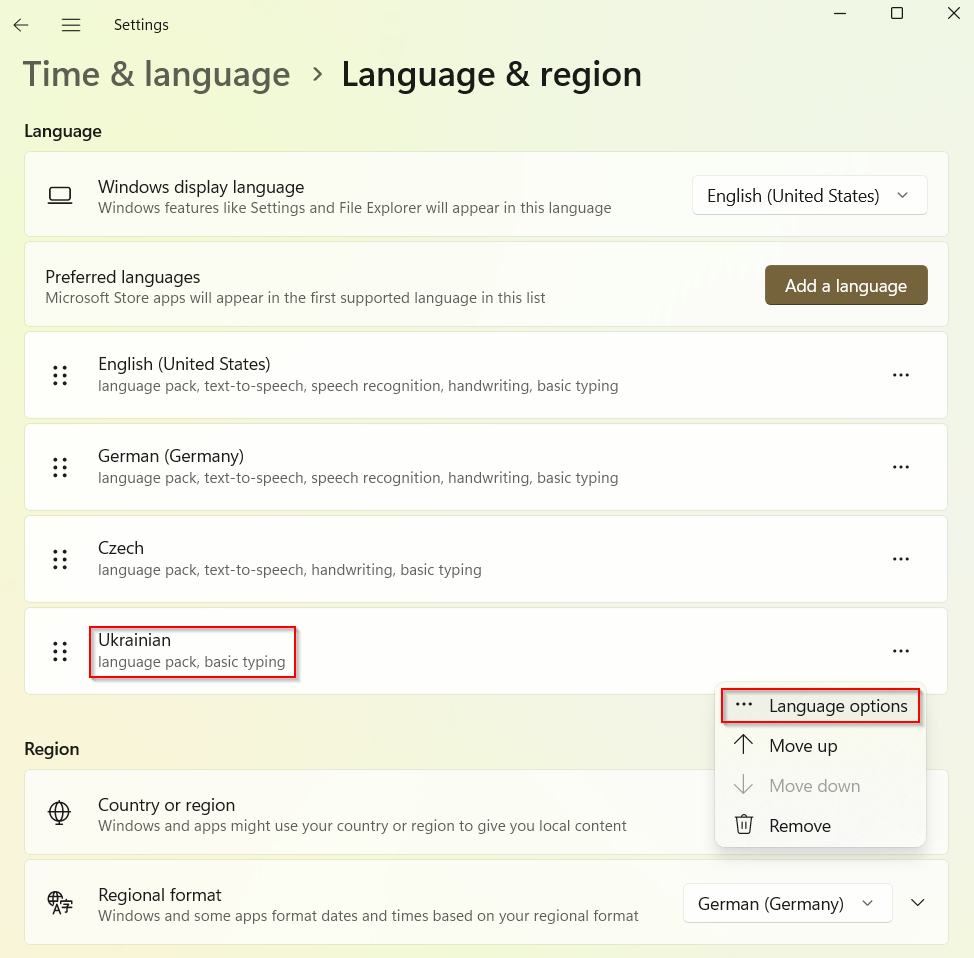 Settings
Time & language > Language & region
Language
Windows display language
Windows features like Settings and File Explorer will appear in this language
English (United States)
Preferred languages
Microsoft Store apps will appear in the first supported language in this list
Add a language
English (United States)
language pack, text-to-speech, speech recognition, handwriting, basic typing
German (Germany)
language pack, text-to-speech, speech recognition, handwriting, basic typing
Czech
language pack, text-to-speech, handwriting, basic typing
Ukrainian
language pack, basic typing
Language options
Move up
Move down
Remove
Region
Country or region
Windows and apps might use your country or region to give you local content
Regional format
Windows and some apps format dates and times based on your regional format
German (Germany)